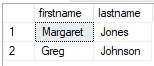 firstname lastname
1 Margaret Jones
2 Greg Johnson